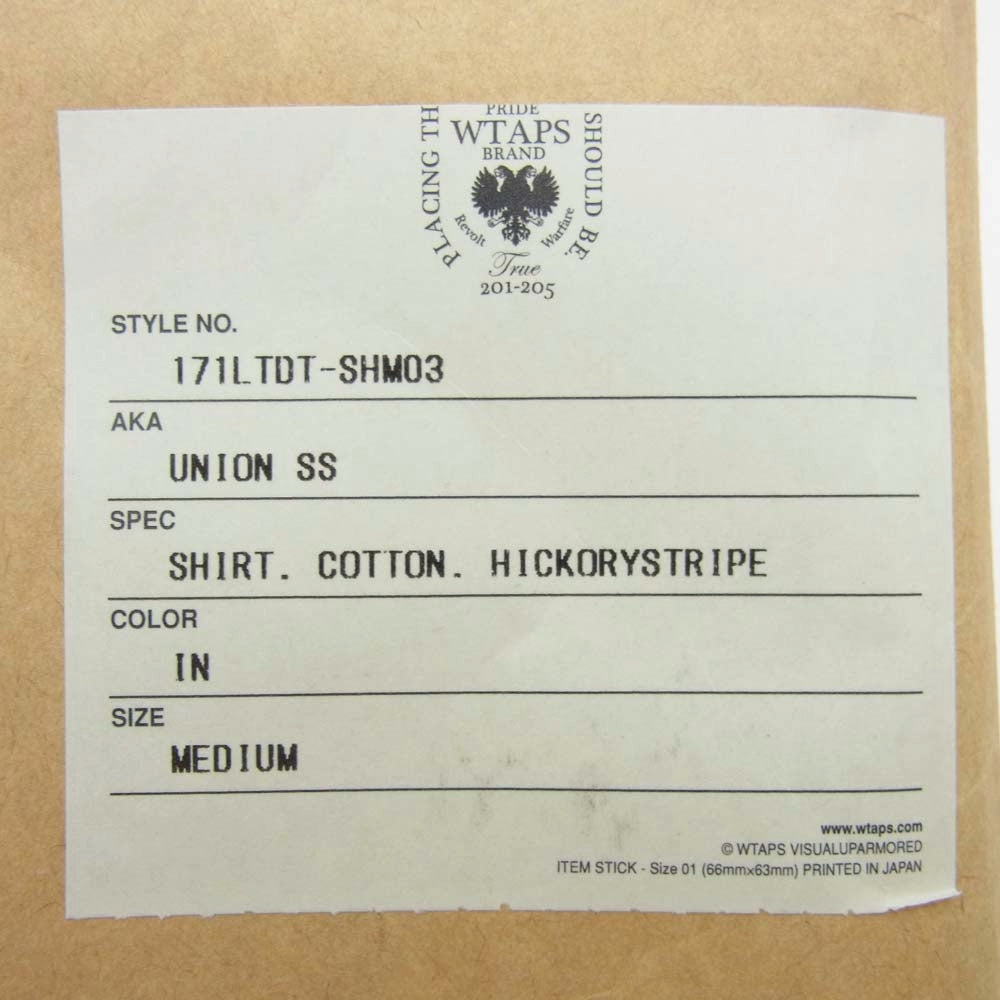 PLACING TH
PRIDE
WTAPS
BRAND
SHOULD BE.
Revolt
Warfare
True
201-205
STYLE NO.
171LTDT-SHM03
AKA
UNION SS
SPEC
SHIRT. COTTON. HICKORYSTRIPE
COLOR
IN
SIZE
MEDIUM
www.wtaps.com
© WTAPS VISUALUPARMORED
ITEM STICK - Size 01 (66mmx63mm) PRINTED IN JAPAN